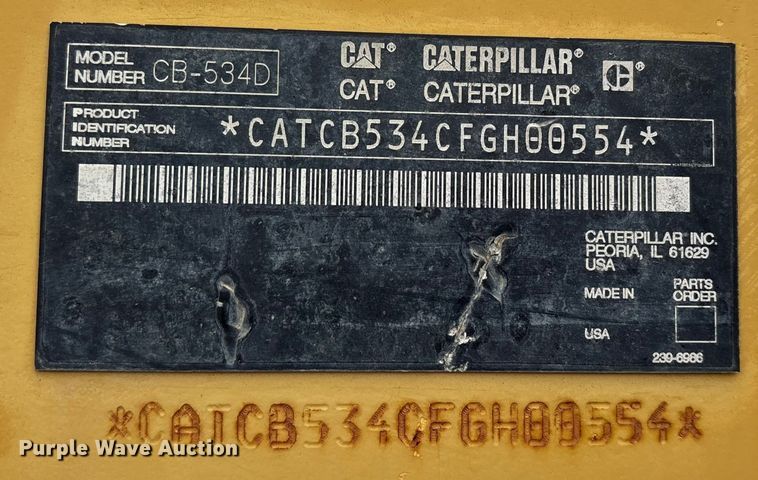 MODEL NUMBER CB-534D
CAT® CATERPILLAR® ®
CAT® CATERPILLAR®
PRODUCT IDENTIFICATION NUMBER *CATCB534CFGH00554*
CATERPILLAR INC.
PEORIA, IL 61629
USA
MADE IN
USA
PARTS ORDER
239-6986
*CATCB534CFGH00554*
Purple Wave Auction